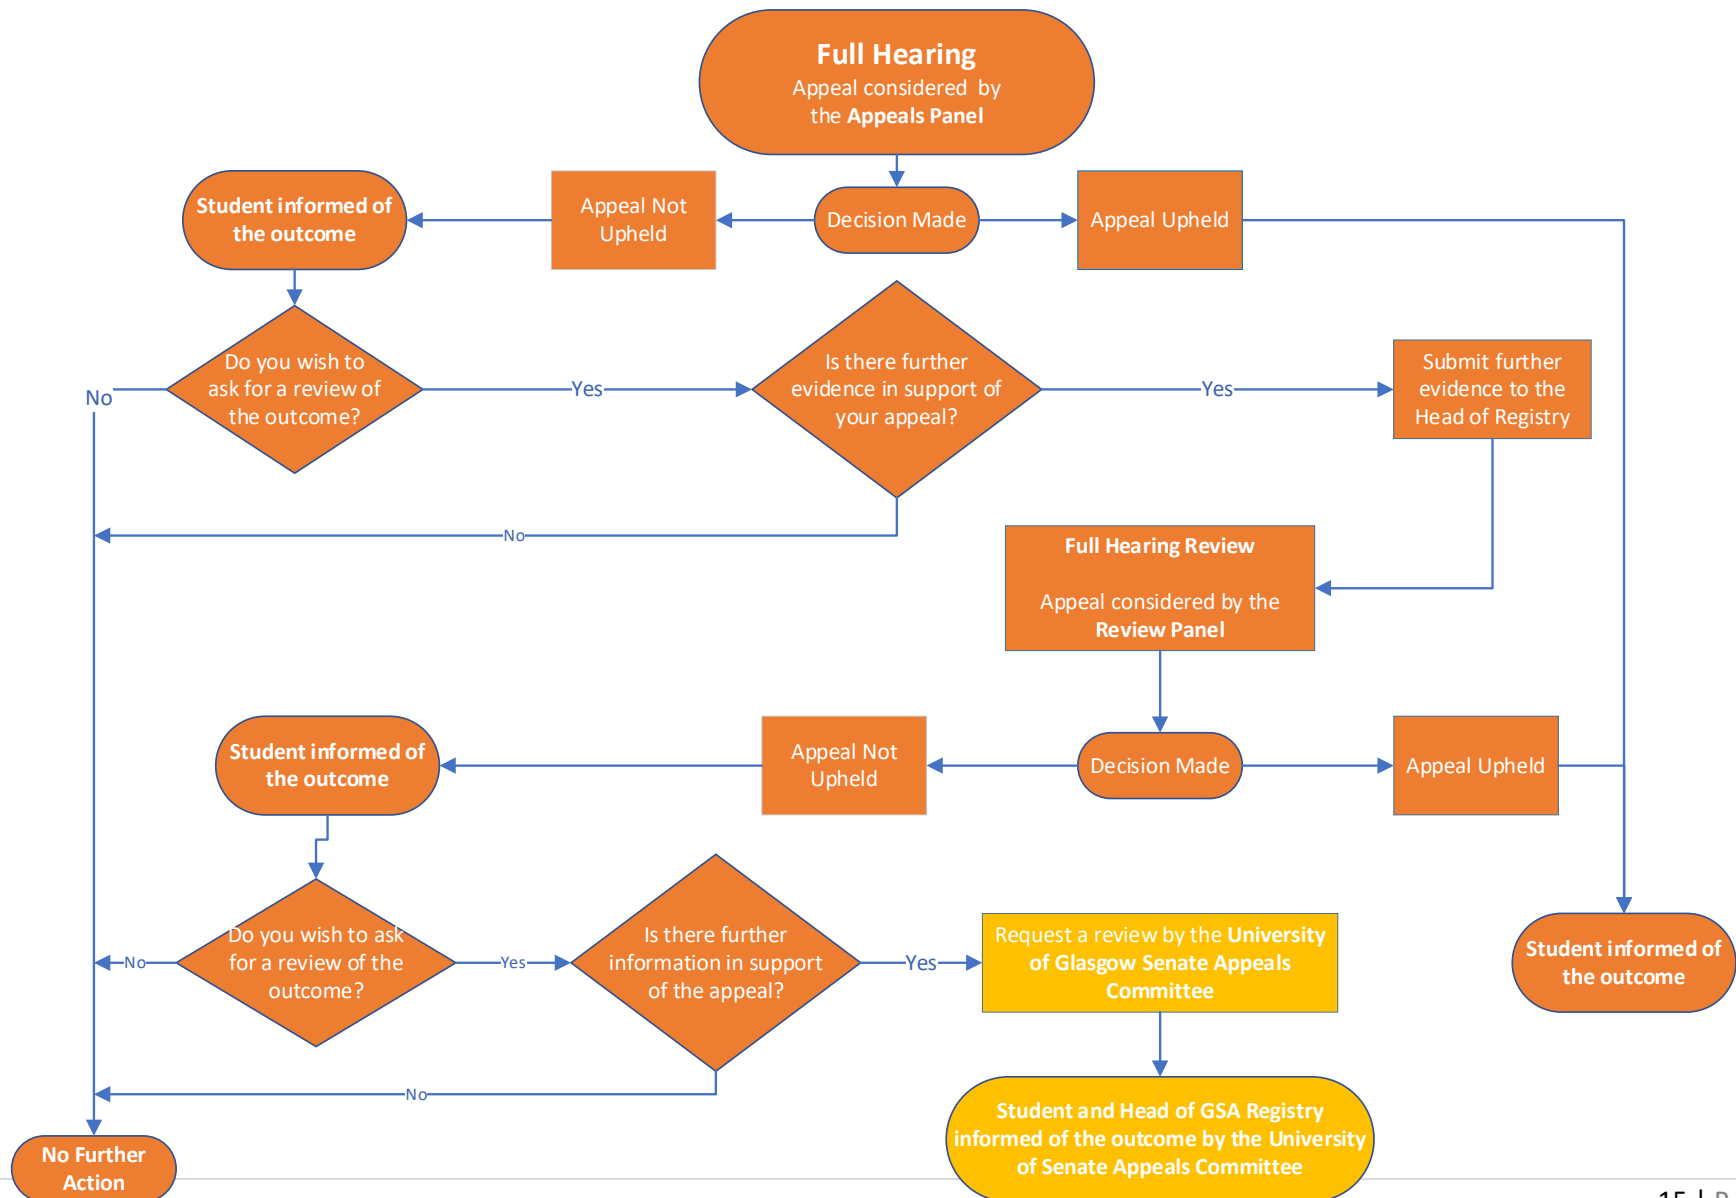 Full Hearing
Appeal considered by
the Appeals Panel
Student informed of
the outcome
Appeal Not
Upheld
Decision Made
Appeal Upheld
Do you wish to
ask for a review of
the outcome?
No
Yes
Is there further
evidence in support of
your appeal?
Yes
Submit further
evidence to the
Head of Registry
No
Full Hearing Review
Appeal considered by the
Review Panel
Student informed of
the outcome
Appeal Not
Upheld
Decision Made
Appeal Upheld
Do you wish to ask
for a review of the
outcome?
No
Yes
Is there further
information in support
of the appeal?
Yes
Request a review by the University
of Glasgow Senate Appeals
Committee
Student informed of
the outcome
No
Student and Head of GSA Registry
informed of the outcome by the University
of Senate Appeals Committee
No Further
Action